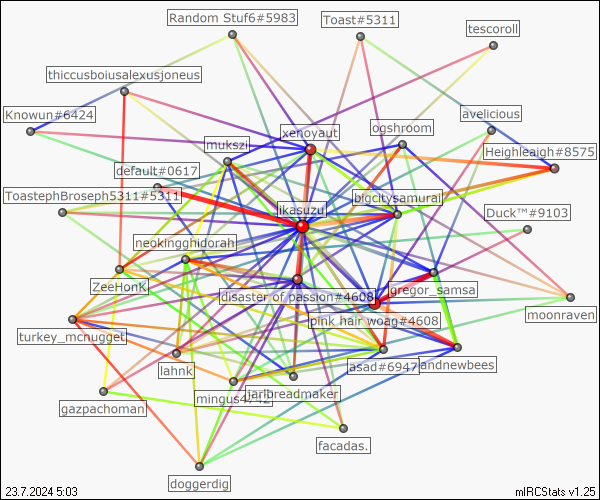 Random Stuf6#5983
Toast#5311
tescoroll
thiccusboiusalexusjoneus
Knowun#6424
avelicious
ogshroom
xenoyaut
mukszi
Heighleaigh#8575
default#0617
ToastephBroseph5311#5311
bigcitysamurai
ikasuzu
Duck™#9103
neokingghidorah
ZeeHonK
gregor_samsa
disaster of passion#4608
moonraven
pink hair woag#4608
turkey_mcnugget
lahnk
asad#6947
landnewbees
mingus4742
jarlbreadmaker
gazpachoman
facadas.
doggerdig
23.7.2024 5:03
mIRCStats v1.25